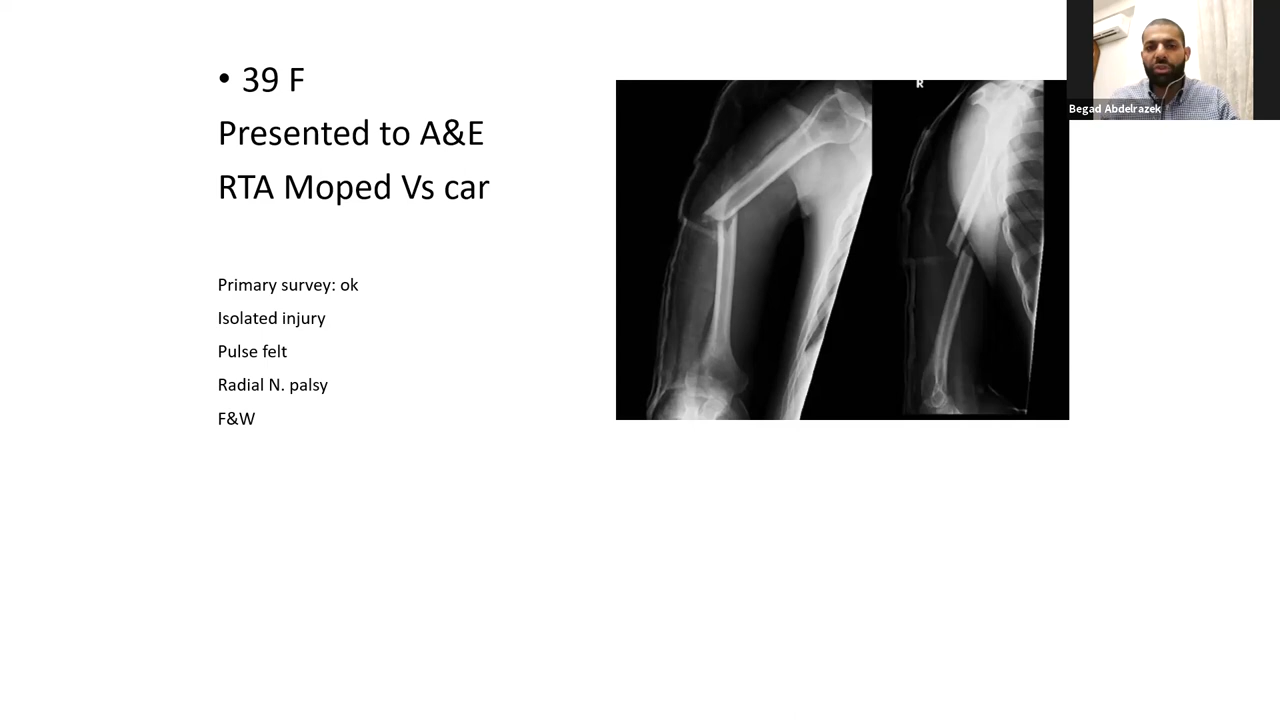 • 39 F
Presented to A&E
RTA Moped Vs car
Primary survey: ok
Isolated injury
Pulse felt
Radial N. palsy
F&W
R
Begad Abdelrazek